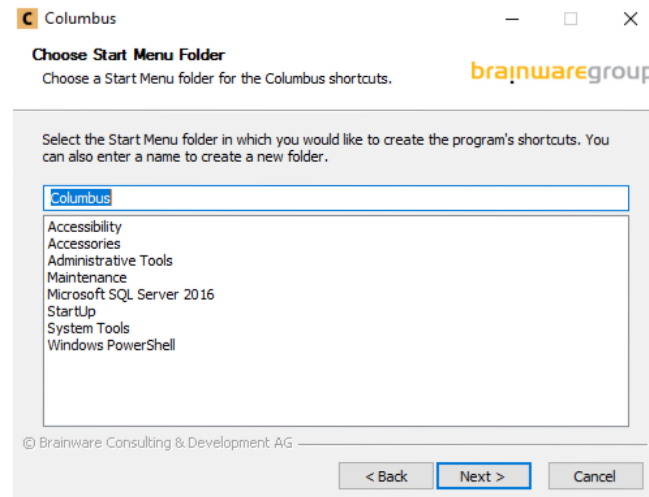 Columbus
Choose Start Menu Folder
Choose a Start Menu folder for the Columbus shortcuts.
brainwaregroup
Select the Start Menu folder in which you would like to create the program's shortcuts. You
can also enter a name to create a new folder.
Columbus
Accessibility
Accessories
Administrative Tools
Maintenance
Microsoft SQL Server 2016
StartUp
System Tools
Windows PowerShell
© Brainware Consulting & Development AG
< Back
Next >
Cancel